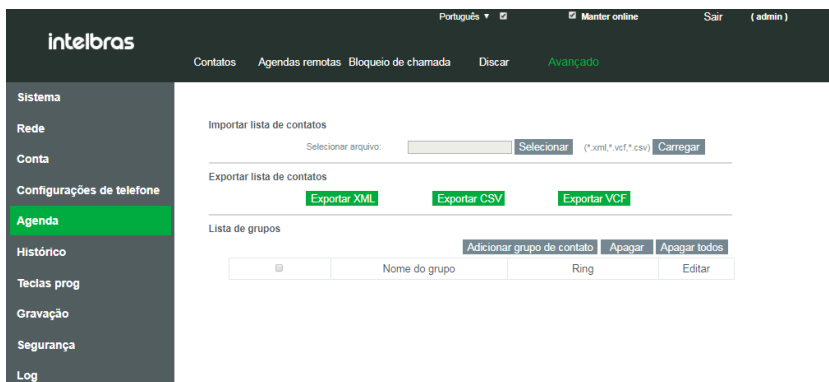 Português ▼ Manter online Sair ( admin )
intelbras
Contatos Agendas remotas Bloqueio de chamada Discar Avançado
Sistema
Rede
Conta
Configurações de telefone
Agenda
Histórico
Teclas prog
Gravação
Segurança
Log
Importar lista de contatos
Selecionar arquivo: Selecionar (*.xml,*.vcf,*.csv) Carregar
Exportar lista de contatos
Exportar XML Exportar CSV Exportar VCF
Lista de grupos
Adicionar grupo de contato Apagar Apagar todos
Nome do grupo Ring Editar